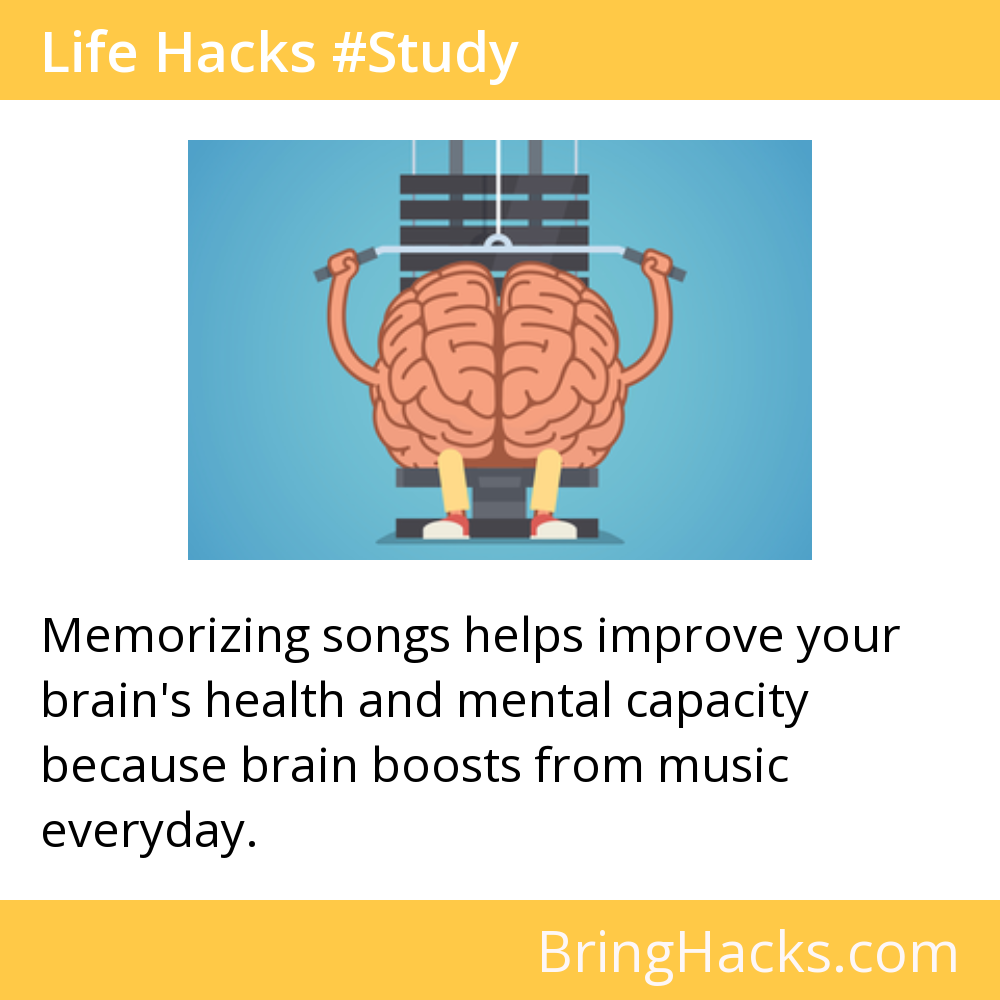 Life Hacks #Study
Memorizing songs helps improve your
brain's health and mental capacity
because brain boosts from music
everyday.
BringHacks.com